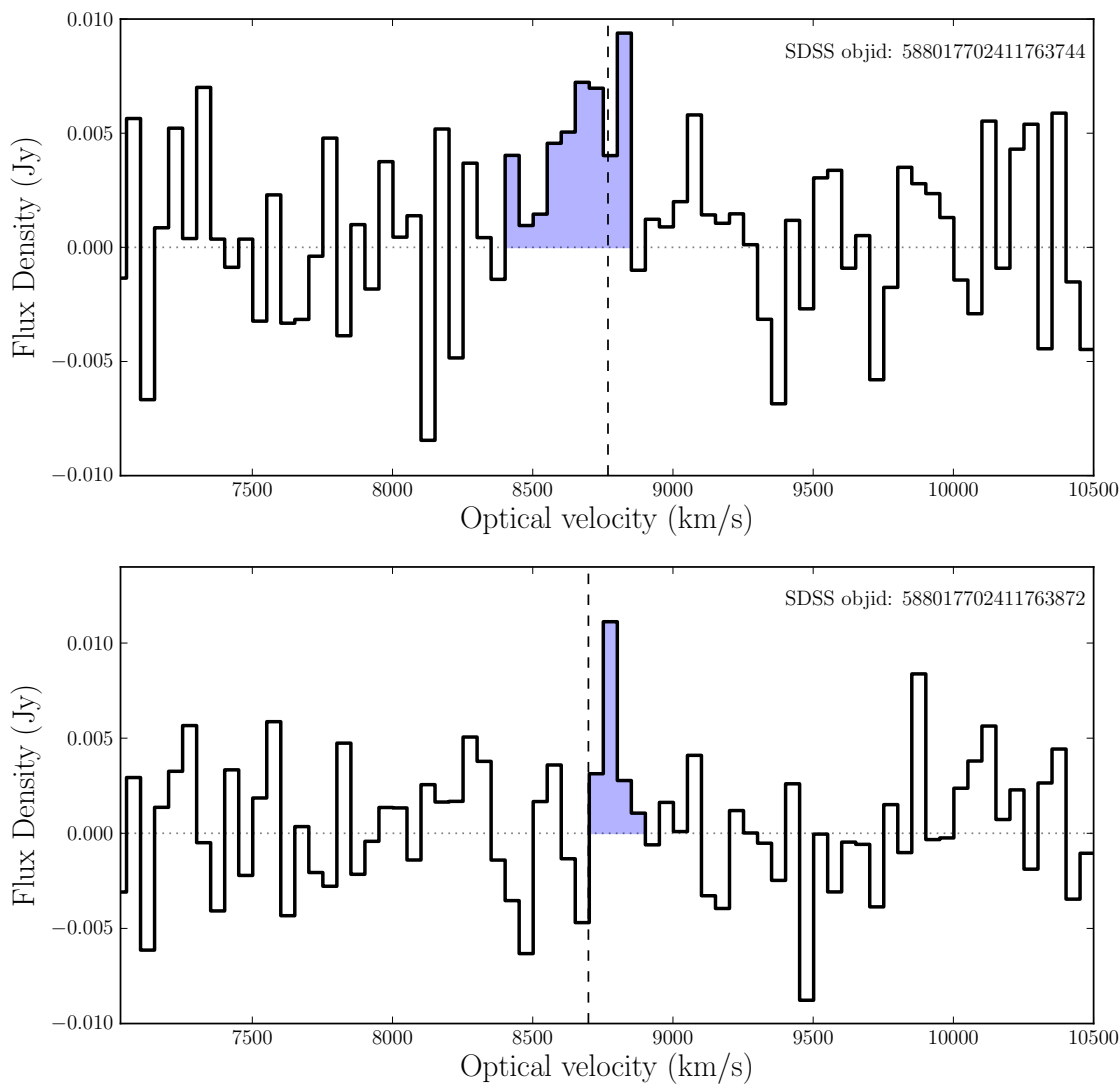 0.010
SDSS objid: 588017702411763744
0.005
Flux Density (Jy)
0.000
−0.005
−0.010
7500 8000 8500 9000 9500 10000 10500
Optical velocity (km/s)
SDSS objid: 588017702411763872
0.010
0.005
Flux Density (Jy)
0.000
−0.005
−0.010
7500 8000 8500 9000 9500 10000 10500
Optical velocity (km/s)